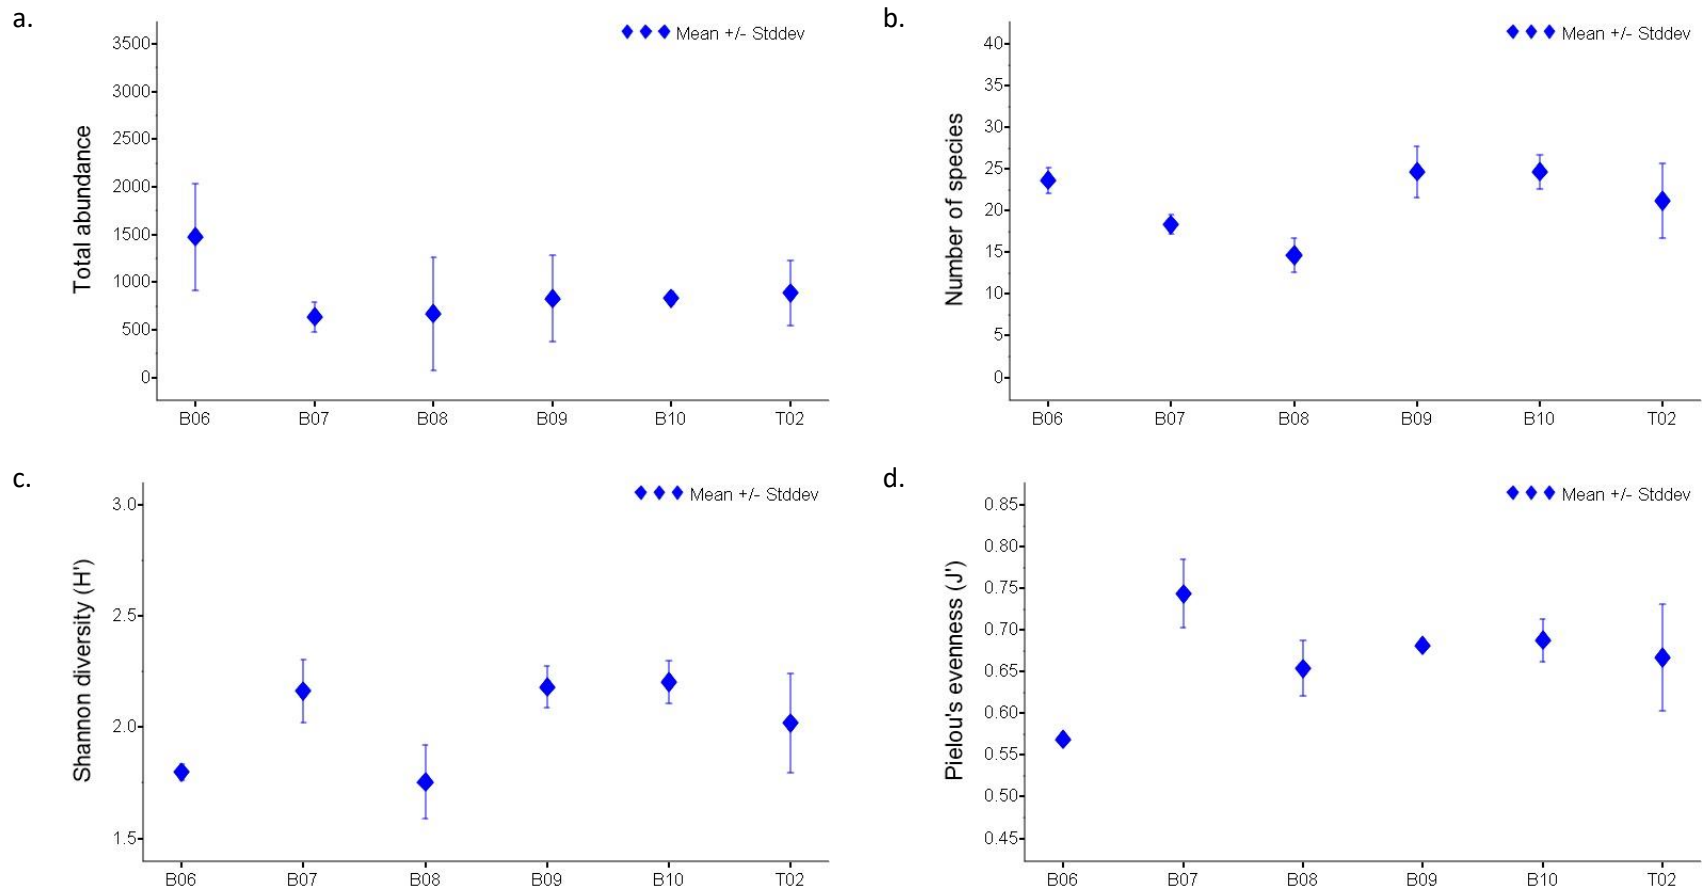 a.
Mean +/- Stddev
Total abundance
3500
3000
2500
2000
1500
1000
500
0
B06 B07 B08 B09 B10 T02
b.
Mean +/- Stddev
Number of species
40
35
30
25
20
15
10
5
0
B06 B07 B08 B09 B10 T02
c.
Mean +/- Stddev
Shannon diversity (H')
3.0
2.5
2.0
1.5
B06 B07 B08 B09 B10 T02
d.
Mean +/- Stddev
Pielou's evenness (J')
0.85
0.80
0.75
0.70
0.65
0.60
0.55
0.50
0.45
B06 B07 B08 B09 B10 T02